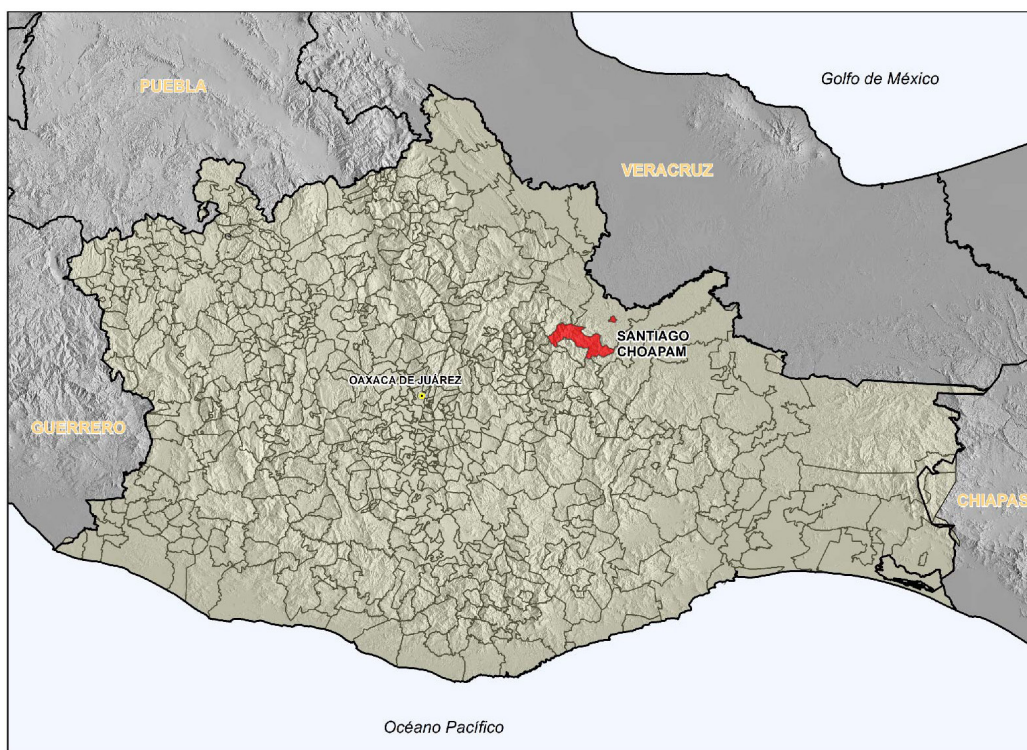 Golfo de México
PUEBLA
VERACRUZ
SANTIAGO
CHOAPAM
OAXACA DE JUÁREZ
GUERRERO
CHIAPAS
Océano Pacífico